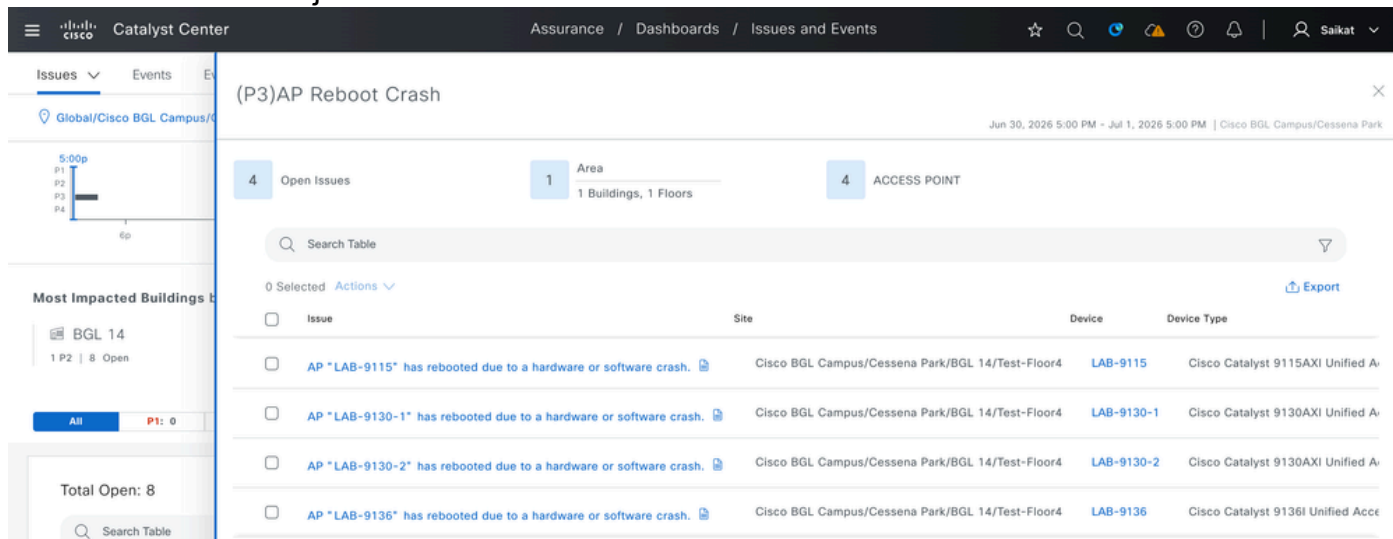 cisco Catalyst Center
Assurance / Dashboards / Issues and Events
Saikat
Issues Events
(P3)AP Reboot Crash
Global/Cisco BGL Campus/
Jun 30, 2026 5:00 PM - Jul 1, 2026 5:00 PM | Cisco BGL Campus/Cessena Park
5:00p
P1
P2
P3
P4
6p
4 Open Issues
1 Area
1 Buildings, 1 Floors
4 ACCESS POINT
Search Table
0 Selected Actions
Export
Most Impacted Buildings b
BGL 14
1 P2 | 8 Open
All P1: 0
Total Open: 8
Search Table
Issue Site Device Device Type
AP "LAB-9115" has rebooted due to a hardware or software crash. Cisco BGL Campus/Cessena Park/BGL 14/Test-Floor4 LAB-9115 Cisco Catalyst 9115AXI Unified A
AP "LAB-9130-1" has rebooted due to a hardware or software crash. Cisco BGL Campus/Cessena Park/BGL 14/Test-Floor4 LAB-9130-1 Cisco Catalyst 9130AXI Unified A
AP "LAB-9130-2" has rebooted due to a hardware or software crash. Cisco BGL Campus/Cessena Park/BGL 14/Test-Floor4 LAB-9130-2 Cisco Catalyst 9130AXI Unified A
AP "LAB-9136" has rebooted due to a hardware or software crash. Cisco BGL Campus/Cessena Park/BGL 14/Test-Floor4 LAB-9136 Cisco Catalyst 9136I Unified Acce